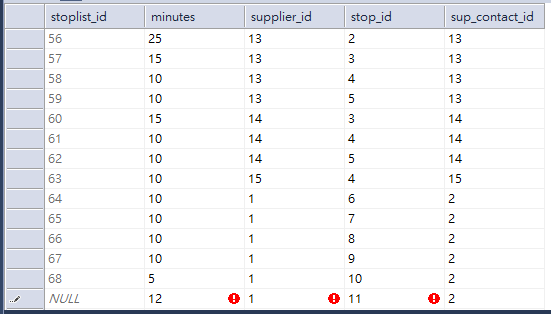 stoplist_id minutes supplier_id stop_id sup_contact_id
56 25 13 2 13
57 15 13 3 13
58 10 13 4 13
59 10 13 5 13
60 15 14 3 14
61 10 14 4 14
62 10 14 5 14
63 10 15 4 15
64 10 1 6 2
65 10 1 7 2
66 10 1 8 2
67 10 1 9 2
68 5 1 10 2
NULL 12 1 11 2